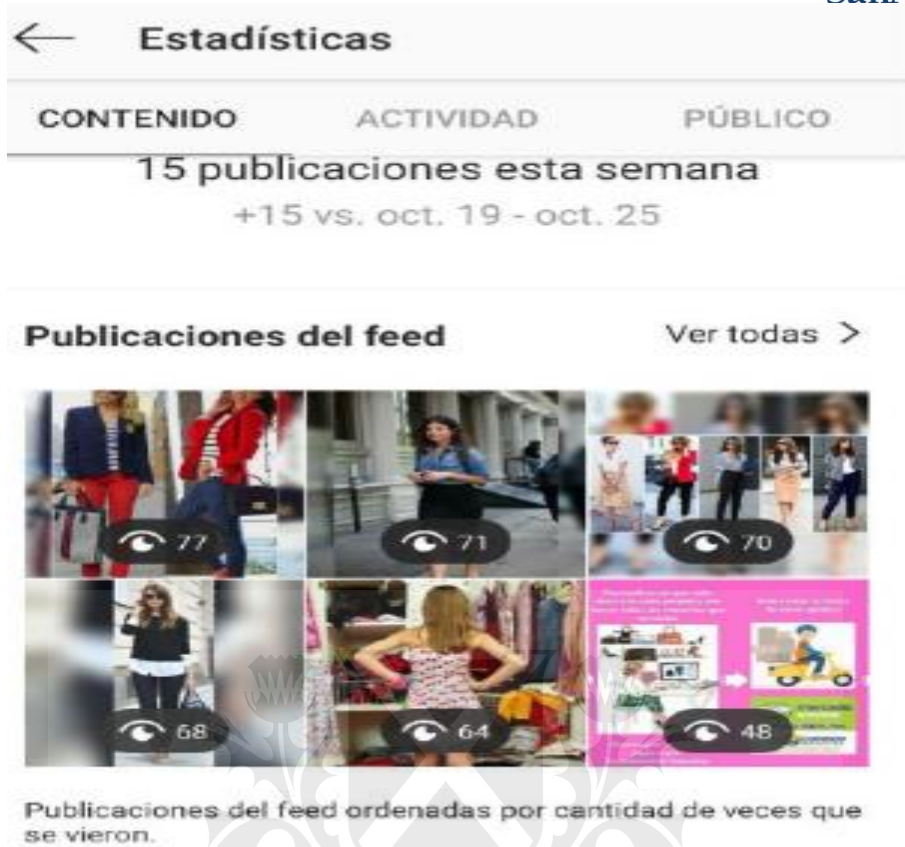 Estadísticas
CONTENIDO ACTIVIDAD PÚBLICO
15 publicaciones esta semana
+15 vs. oct. 19 - oct. 25
Publicaciones del feed Ver todas >
77 71 70
68 64 48
Publicaciones del feed ordenadas por cantidad de veces que
se vieron.